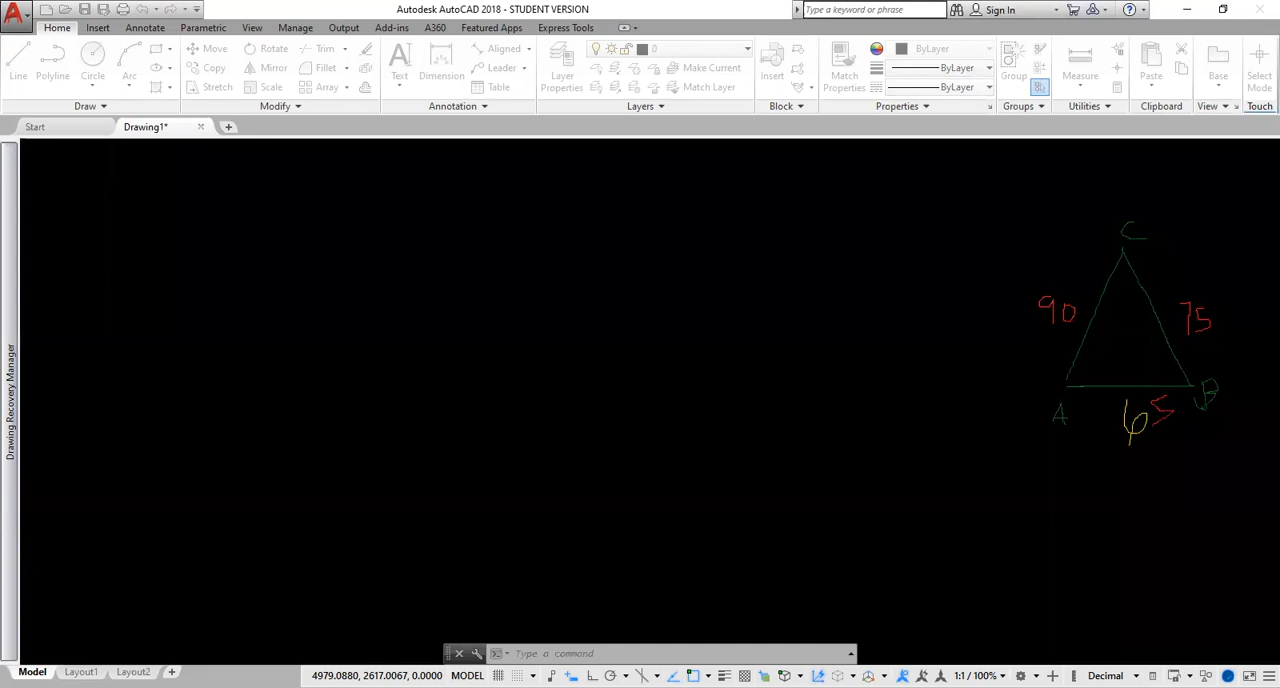 Autodesk AutoCAD 2018 - STUDENT VERSION
Type a keyword or phrase
Sign In
Home Insert Annotate Parametric View Manage Output Add-ins A360 Featured Apps Express Tools
Line Polyline Circle Arc
Draw
Move Rotate Trim
Copy Mirror Fillet
Stretch Scale Array
Modify
Text Dimension
Aligned
Leader
Table
Annotation
Layer Properties
0
Make Current
Match Layer
Layers
Insert
Block
Match Properties
ByLayer
ByLayer
ByLayer
Properties
Group
Groups
Measure
Utilities
Paste
Clipboard
Base
View
Select Mode
Touch
Start Drawing1*
Drawing Recovery Manager
C
90 75
A B
65
Type a command
Model Layout1 Layout2
4979.0880, 2617.0067, 0.0000 MODEL 1:1 / 100% Decimal